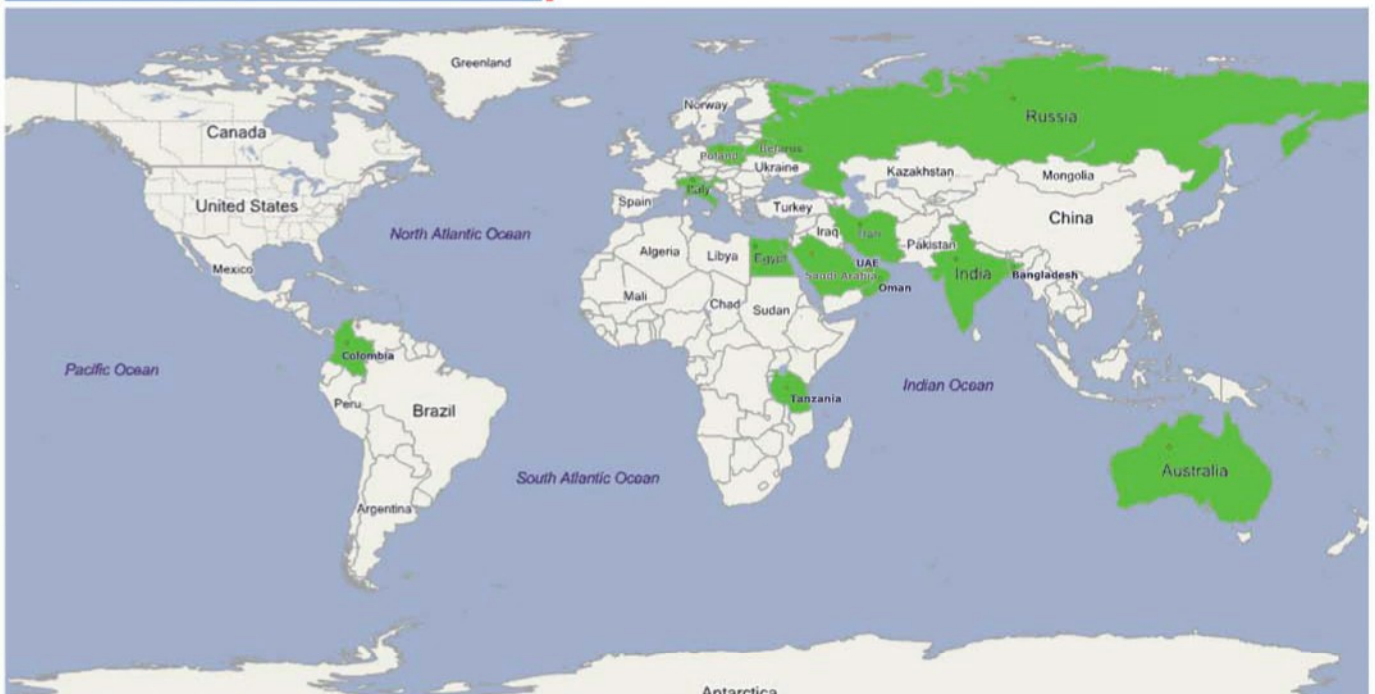 Greenland
Norway
Russia
Canada
Poland
Belarus
Ukraine
Kazakhstan
Mongolia
Italy
United States
Spain
Turkey
China
North Atlantic Ocean
Iraq
Iran
Pakistan
Algeria
Libya
Egypt
UAE
Mexico
Saudi Arabia
India
Bangladesh
Oman
Mali
Chad
Sudan
Colombia
Pacific Ocean
Indian Ocean
Tanzania
Peru
Brazil
Australia
South Atlantic Ocean
Argentina
Antarctica